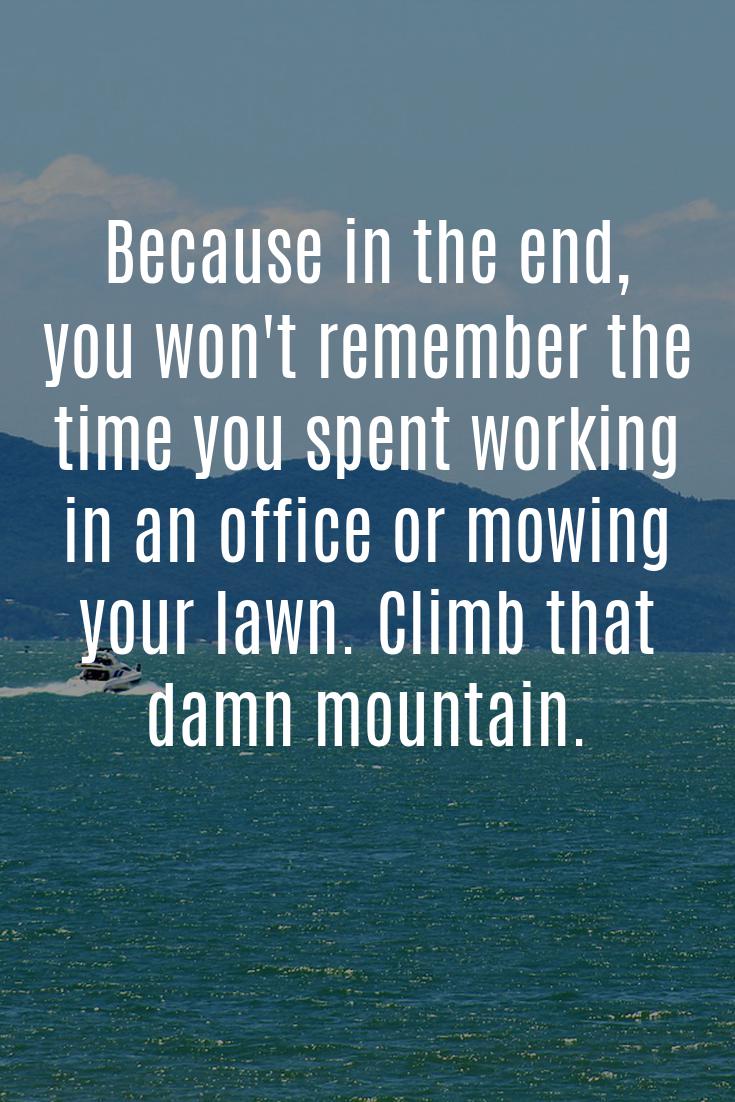 Because in the end,
you won't remember the
time you spent working
in an office or mowing
your lawn. Climb that
damn mountain.